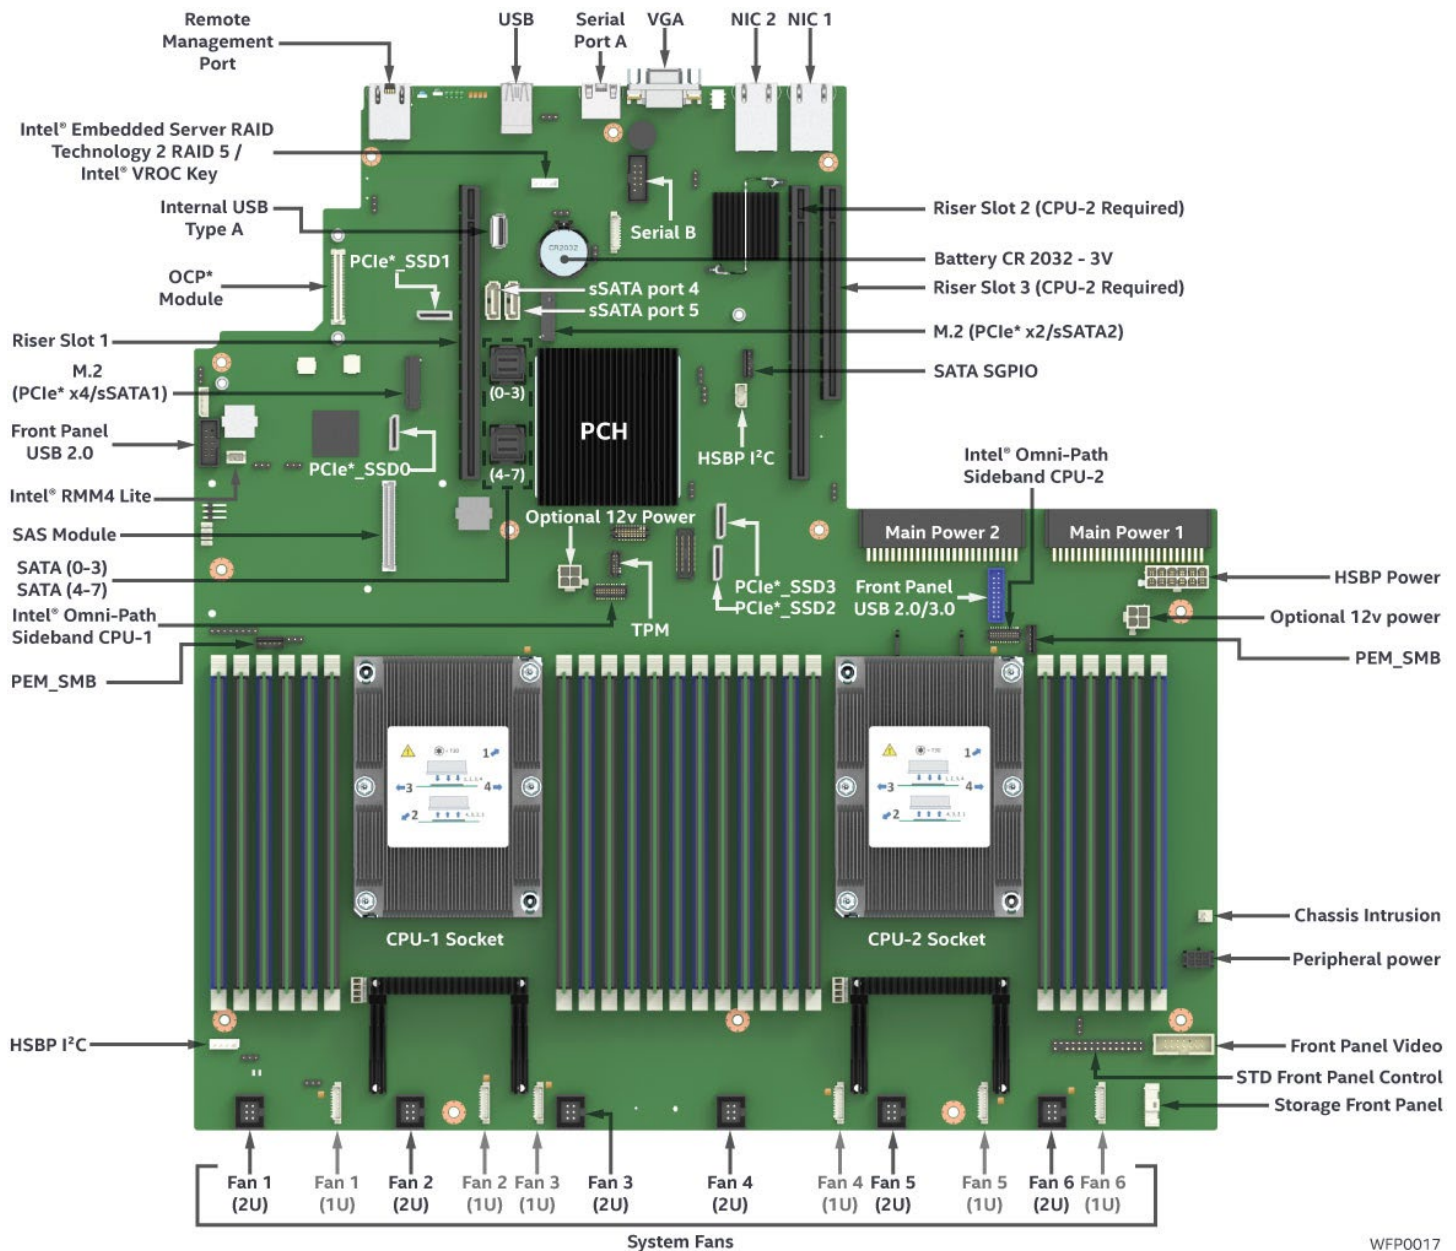 Remote
Management
Port
USB
Serial
Port A
VGA
NIC 2
NIC 1
Intel® Embedded Server RAID
Technology 2 RAID 5 /
Intel® VROC Key
Internal USB
Type A
Serial B
Riser Slot 2 (CPU-2 Required)
CR2032
Battery CR 2032 - 3V
PCIe*_SSD1
OCP*
Module
sSATA port 4
sSATA port 5
Riser Slot 3 (CPU-2 Required)
M.2 (PCIe* x2/sSATA2)
Riser Slot 1
M.2
(PCIe* x4/sSATA1)
(0-3)
SATA SGPIO
PCH
Front Panel
USB 2.0
PCIe*_SSD0
(4-7)
HSBP I²C
Intel® Omni-Path
Sideband CPU-2
Intel® RMM4 Lite
SAS Module
Optional 12v Power
Main Power 2
Main Power 1
SATA (0-3)
SATA (4-7)
PCIe*_SSD3
PCIe*_SSD2
Front Panel
USB 2.0/3.0
HSBP Power
Intel® Omni-Path
Sideband CPU-1
TPM
Optional 12v power
PEM_SMB
PEM_SMB
1
3
4
2
1
3
4
2
CPU-1 Socket
CPU-2 Socket
Chassis Intrusion
Peripheral power
HSBP I²C
Front Panel Video
STD Front Panel Control
Storage Front Panel
Fan 1
(2U)
Fan 1
(1U)
Fan 2
(2U)
Fan 2
(1U)
Fan 3
(1U)
Fan 3
(2U)
Fan 4
(2U)
Fan 4
(1U)
Fan 5
(2U)
Fan 5
(1U)
Fan 6
(2U)
Fan 6
(1U)
System Fans
WFP0017